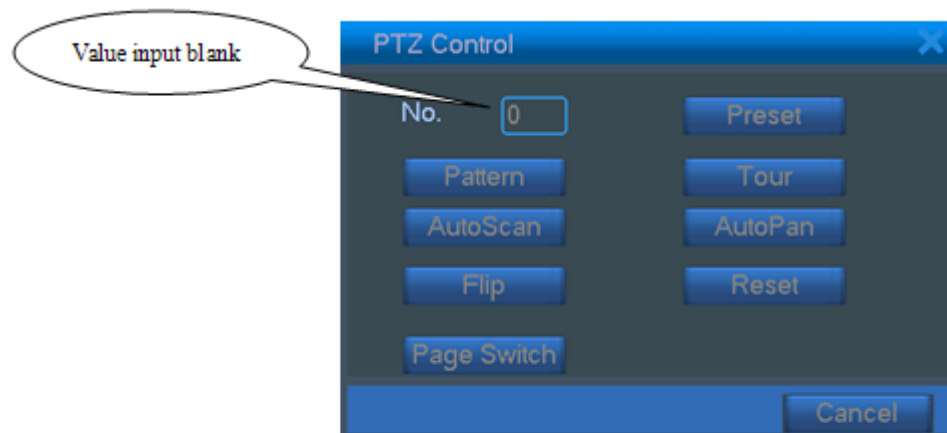 Value input blank
PTZ Control
No. 0 Preset
Pattern Tour
AutoScan AutoPan
Flip Reset
Page Switch
Cancel